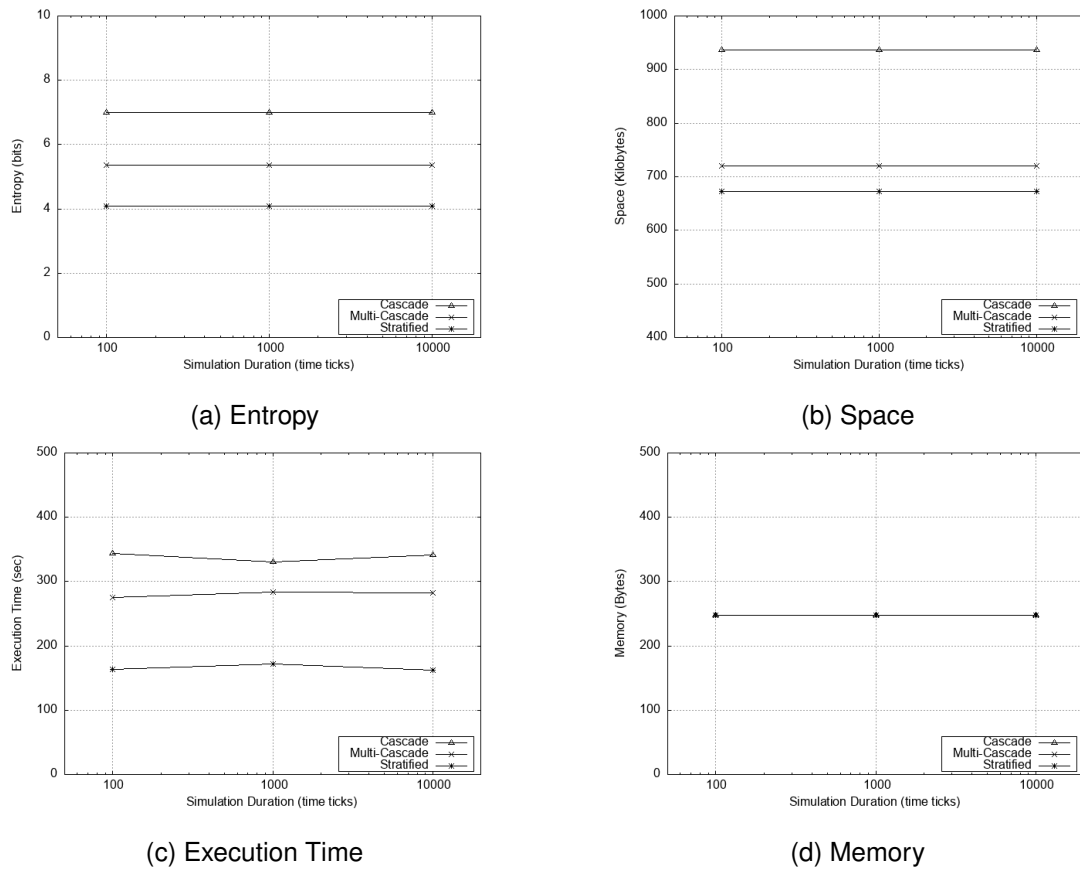 10
8
6
4
2
0
Entropy (bits)
100
1000
10000
Simulation Duration (time ticks)
Cascade
Multi-Cascade
Stratified
(a) Entropy
1000
900
800
700
600
500
400
Space (Kilobytes)
100
1000
10000
Simulation Duration (time ticks)
Cascade
Multi-Cascade
Stratified
(b) Space
500
400
300
200
100
0
Execution Time (sec)
100
1000
10000
Simulation Duration (time ticks)
Cascade
Multi-Cascade
Stratified
(c) Execution Time
500
400
300
200
100
0
Memory (Bytes)
100
1000
10000
Simulation Duration (time ticks)
Cascade
Multi-Cascade
Stratified
(d) Memory